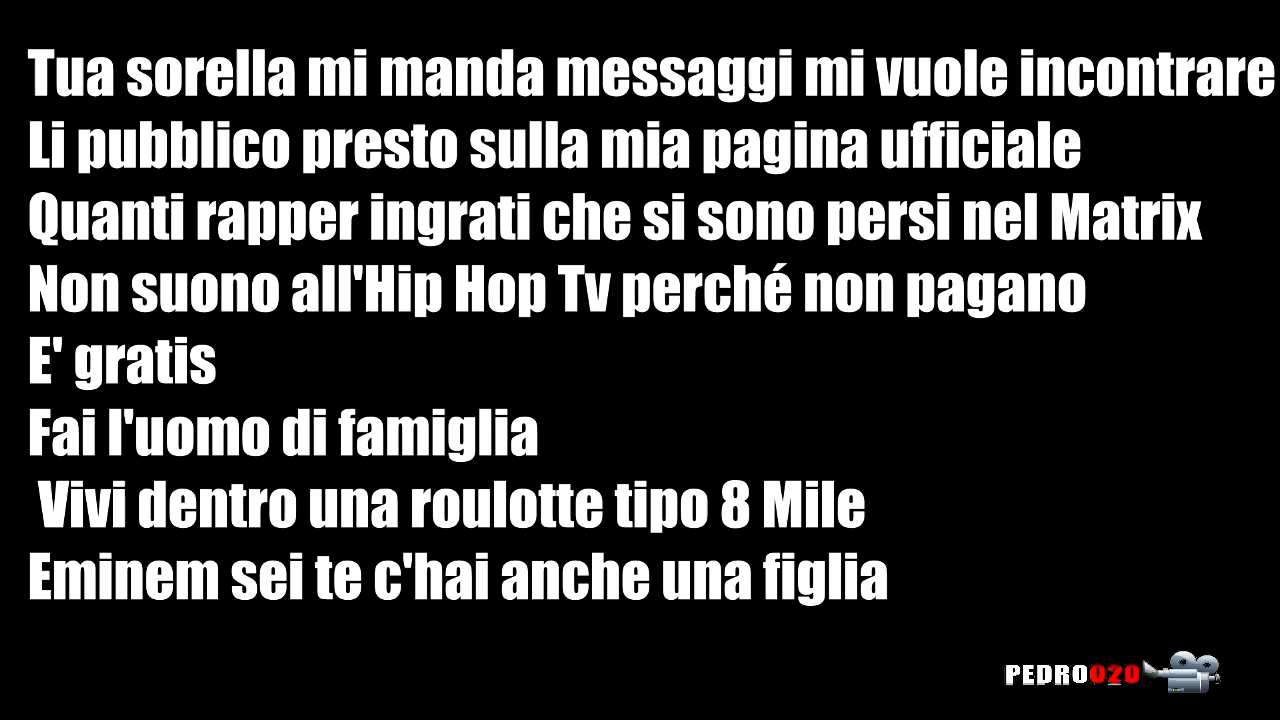 Tua sorella mi manda messaggi mi vuole incontrare
Li pubblico presto sulla mia pagina ufficiale
Quanti rapper ingrati che si sono persi nel Matrix
Non suono all'Hip Hop Tv perché non pagano
E' gratis
Fai l'uomo di famiglia
Vivi dentro una roulotte tipo 8 Mile
Eminem sei te c'hai anche una figlia
PEDRO020